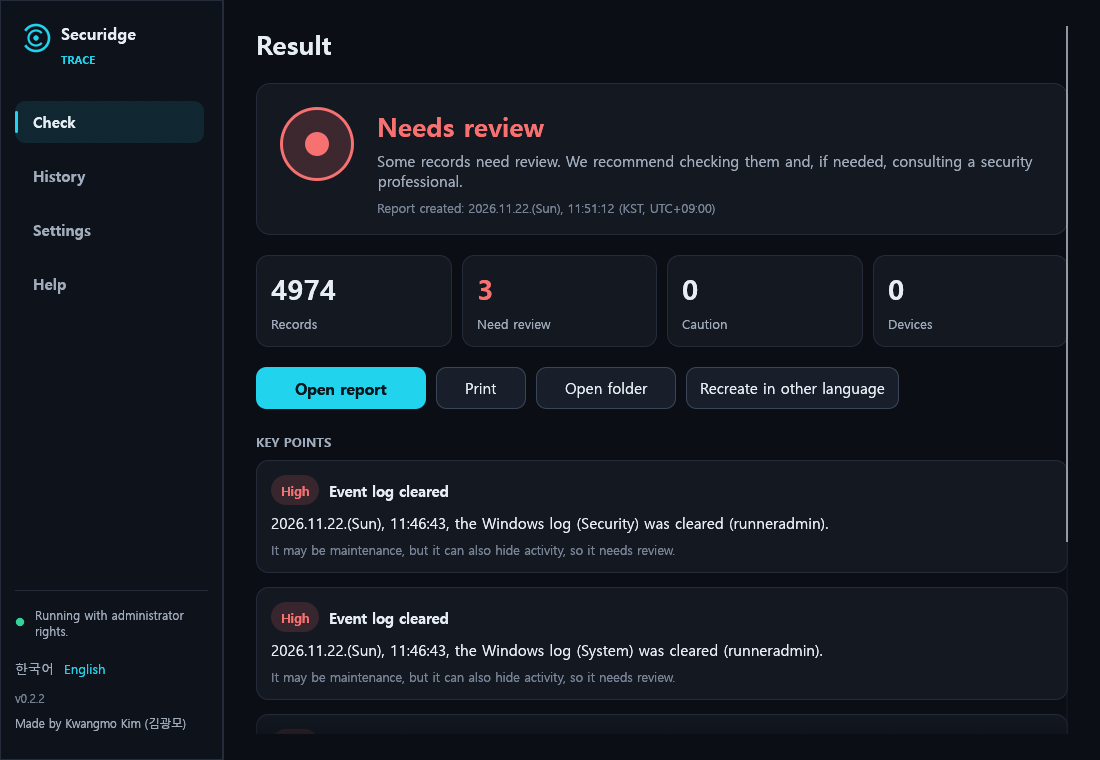 Securidge
TRACE
Check
History
Settings
Help
Running with administrator
rights.
한국어 English
v0.2.2
Made by Kwangmo Kim (김광모)
Result
Needs review
Some records need review. We recommend checking them and, if needed, consulting a security
professional.
Report created: 2026.11.22.(Sun), 11:51:12 (KST, UTC+09:00)
4974
Records
3
Need review
0
Caution
0
Devices
Open report
Print
Open folder
Recreate in other language
KEY POINTS
High Event log cleared
2026.11.22.(Sun), 11:46:43, the Windows log (Security) was cleared (runneradmin).
It may be maintenance, but it can also hide activity, so it needs review.
High Event log cleared
2026.11.22.(Sun), 11:46:43, the Windows log (System) was cleared (runneradmin).
It may be maintenance, but it can also hide activity, so it needs review.